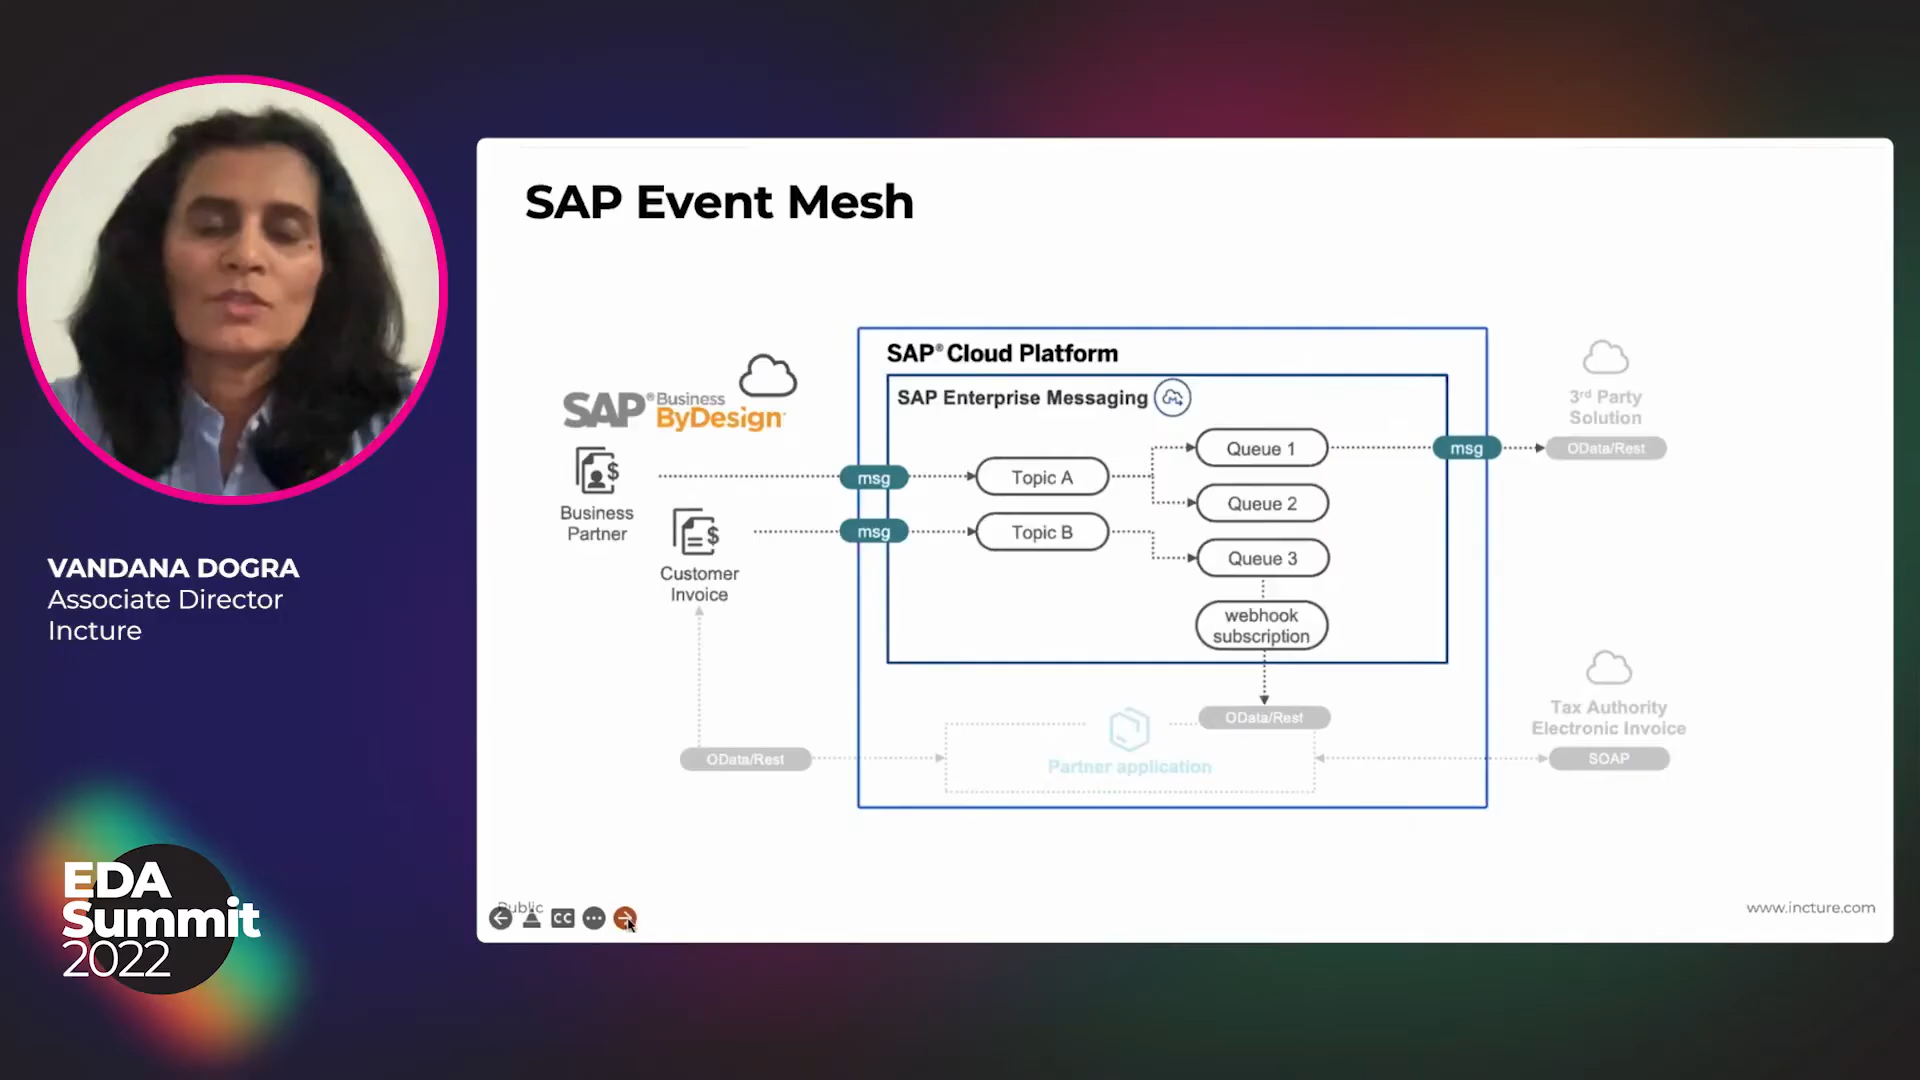 VANDANA DOGRA
Associate Director
Incture
EDA
Summit
2022
SAP Event Mesh
SAP® Business
ByDesign
Business
Partner
Customer
Invoice
OData/Rest
msg
msg
SAP® Cloud Platform
SAP Enterprise Messaging
Topic A
Topic B
Queue 1
Queue 2
Queue 3
webhook
subscription
OData/Rest
Partner application
msg
3rd Party
Solution
OData/Rest
Tax Authority
Electronic Invoice
SOAP
Public
CC
www.incture.com